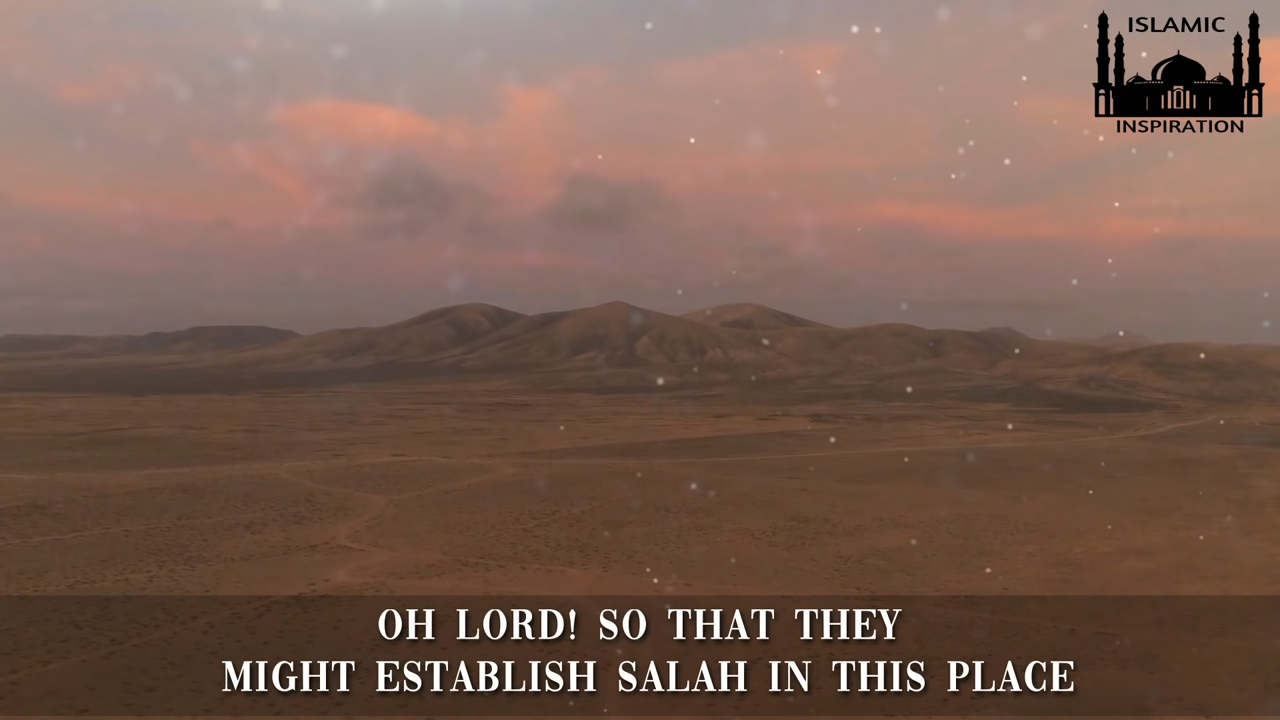 ISLAMIC
INSPIRATION
OH LORD! SO THAT THEY
MIGHT ESTABLISH SALAH IN THIS PLACE